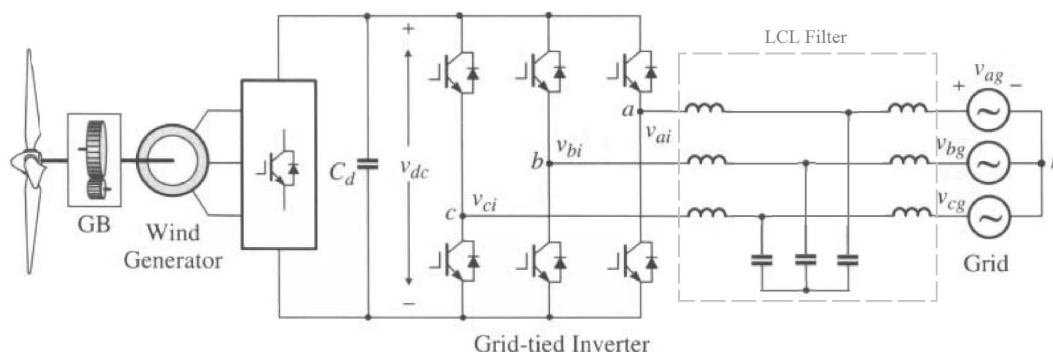 LCL Filter
GB
Wind
Generator
C_d
+
v_dc
−
a
b
c
v_ai
v_bi
v_ci
+ v_ag −
v_bg
v_cg
Grid
Grid-tied Inverter